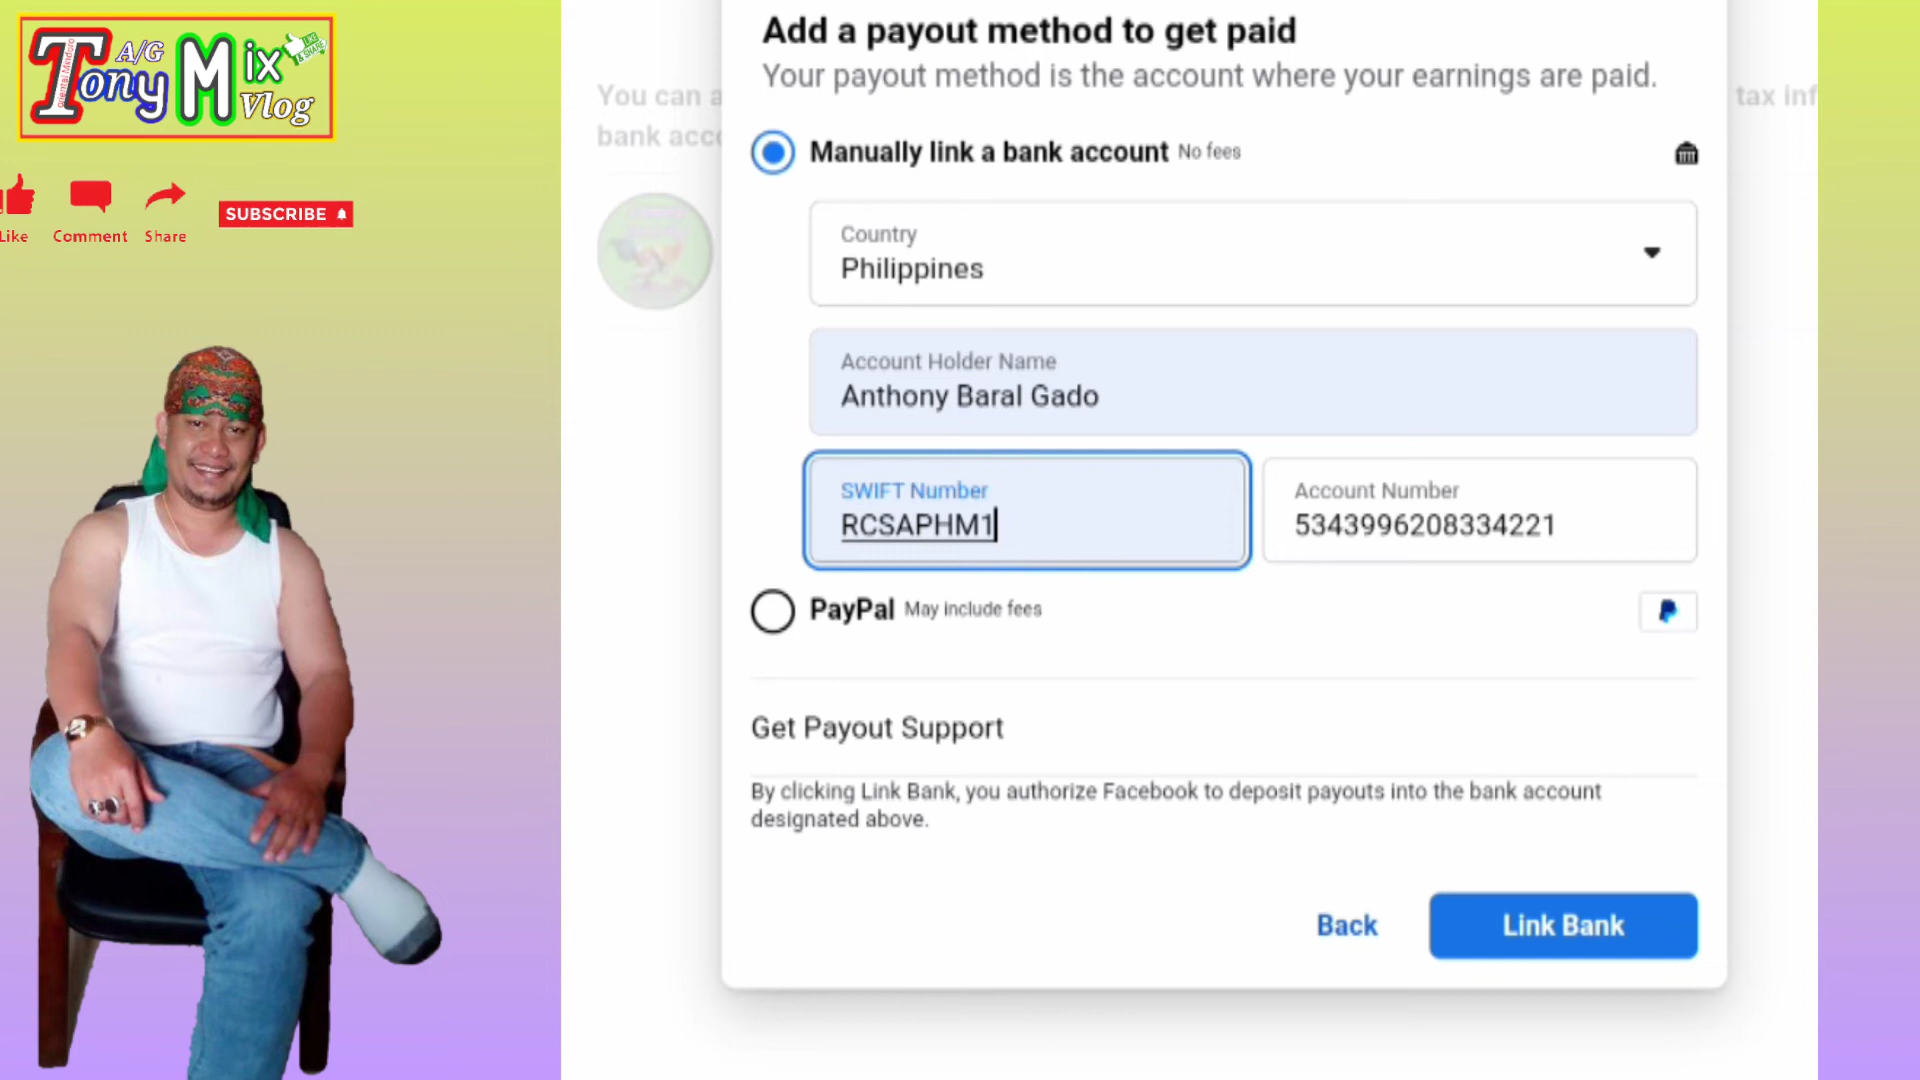 A/G
Tony Mix
Vlog
Oriental Mindoro
LIKE
& SHARE
Like
Comment
Share
SUBSCRIBE
Add a payout method to get paid
Your payout method is the account where your earnings are paid.
You can a
tax inf
bank acc
Manually link a bank account No fees
Country
Philippines
Account Holder Name
Anthony Baral Gado
SWIFT Number
RCSAPHM1
Account Number
5343996208334221
PayPal May include fees
Get Payout Support
By clicking Link Bank, you authorize Facebook to deposit payouts into the bank account
designated above.
Back
Link Bank